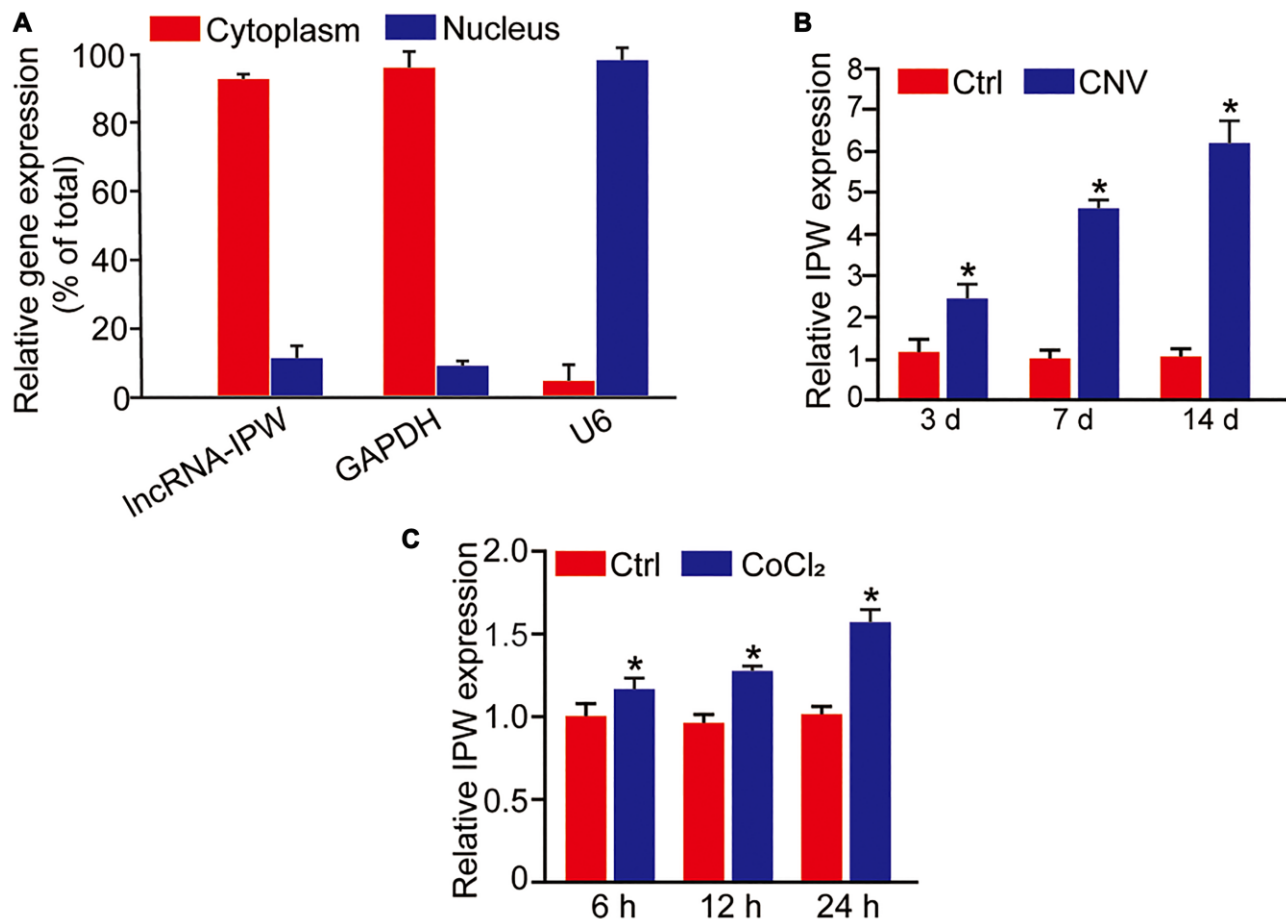 A
Cytoplasm Nucleus
Relative gene expression
(% of total)
100
80
60
40
20
0
lncRNA-IPW
GAPDH
U6
B
Ctrl CNV
Relative IPW expression
8
7
6
5
4
3
2
1
0
*
*
*
3 d 7 d 14 d
C
Ctrl CoCl₂
Relative IPW expression
2.0
1.5
1.0
0.5
0
*
*
*
6 h 12 h 24 h